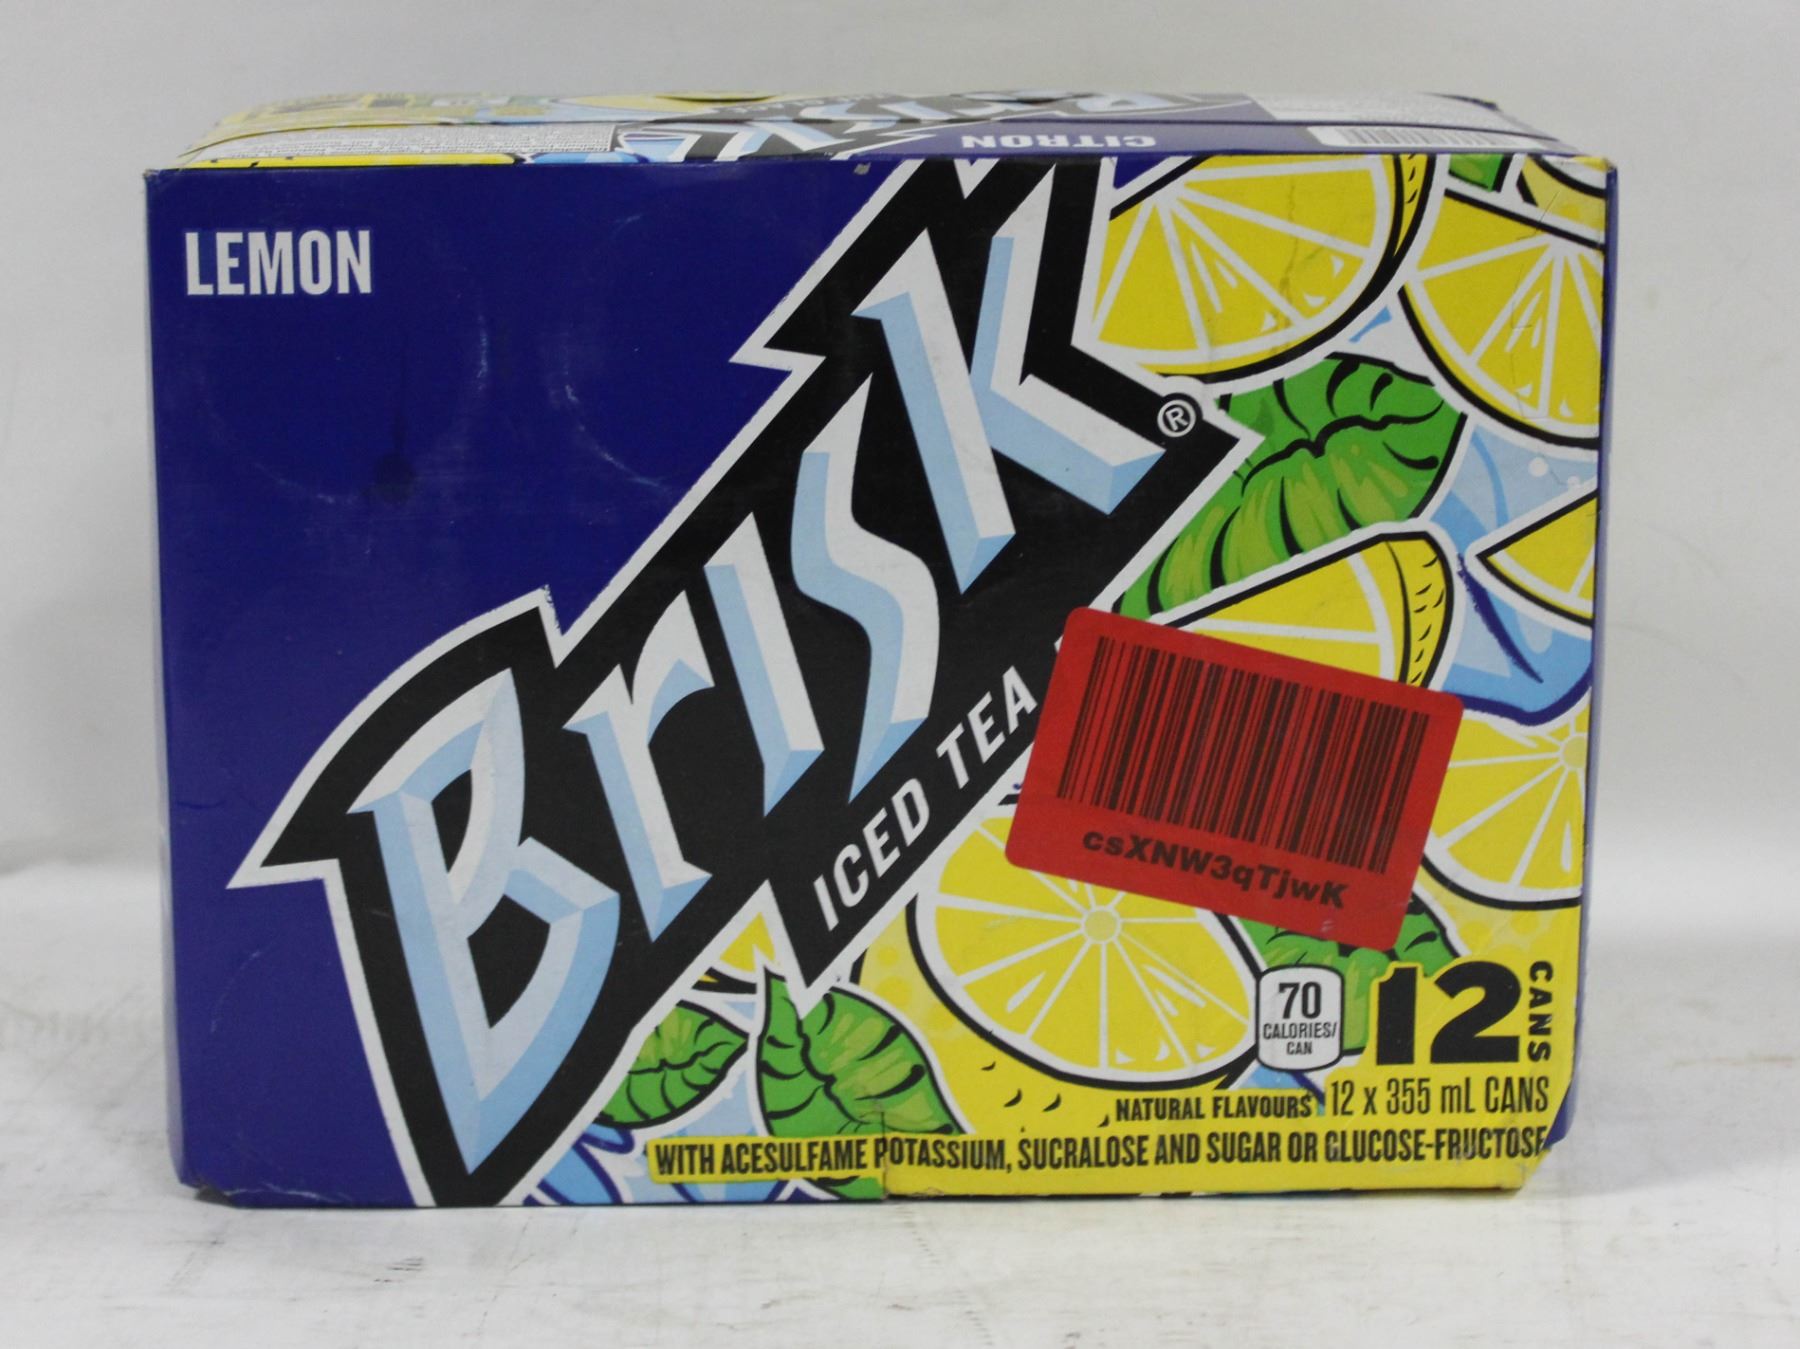 CITRON
LEMON
Brisk®
ICED TEA
csXNW3qTjwK
70
CALORIES/
CAN
12 CANS
NATURAL FLAVOURS
12 x 355 mL CANS
WITH ACESULFAME POTASSIUM, SUCRALOSE AND SUGAR OR GLUCOSE-FRUCTOSE